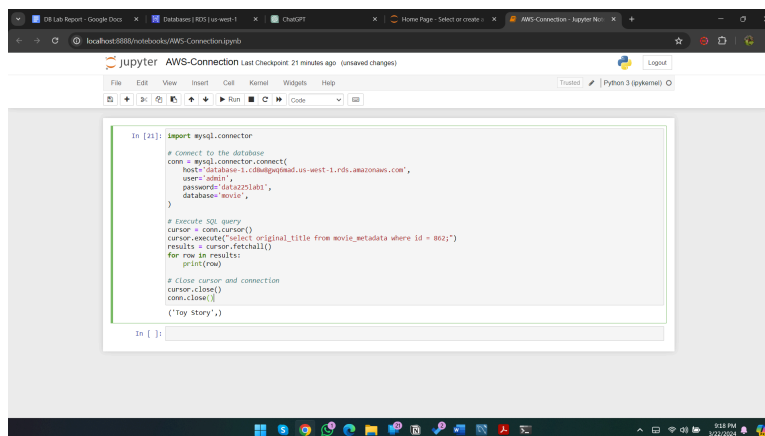 DB Lab Report - Google Docs
Databases | RDS | us-west-1
ChatGPT
Home Page - Select or create a
AWS-Connection - Jupyter Not
localhost:8888/notebooks/AWS-Connection.ipynb
jupyter AWS-Connection Last Checkpoint: 21 minutes ago (unsaved changes)
Logout
File Edit View Insert Cell Kernel Widgets Help
Trusted Python 3 (ipykernel)
Run Code
In [21]: import mysql.connector
# Connect to the database
conn = mysql.connector.connect(
host='database-1.cd8w8gwq6mad.us-west-1.rds.amazonaws.com',
user='admin',
password='data225lab1',
database='movie',
)
# Execute SQL query
cursor = conn.cursor()
cursor.execute("select original_title from movie_metadata where id = 862;")
results = cursor.fetchall()
for row in results:
print(row)
# Close cursor and connection
cursor.close()
conn.close()
('Toy Story',)
In [ ]:
9:18 PM
3/22/2024